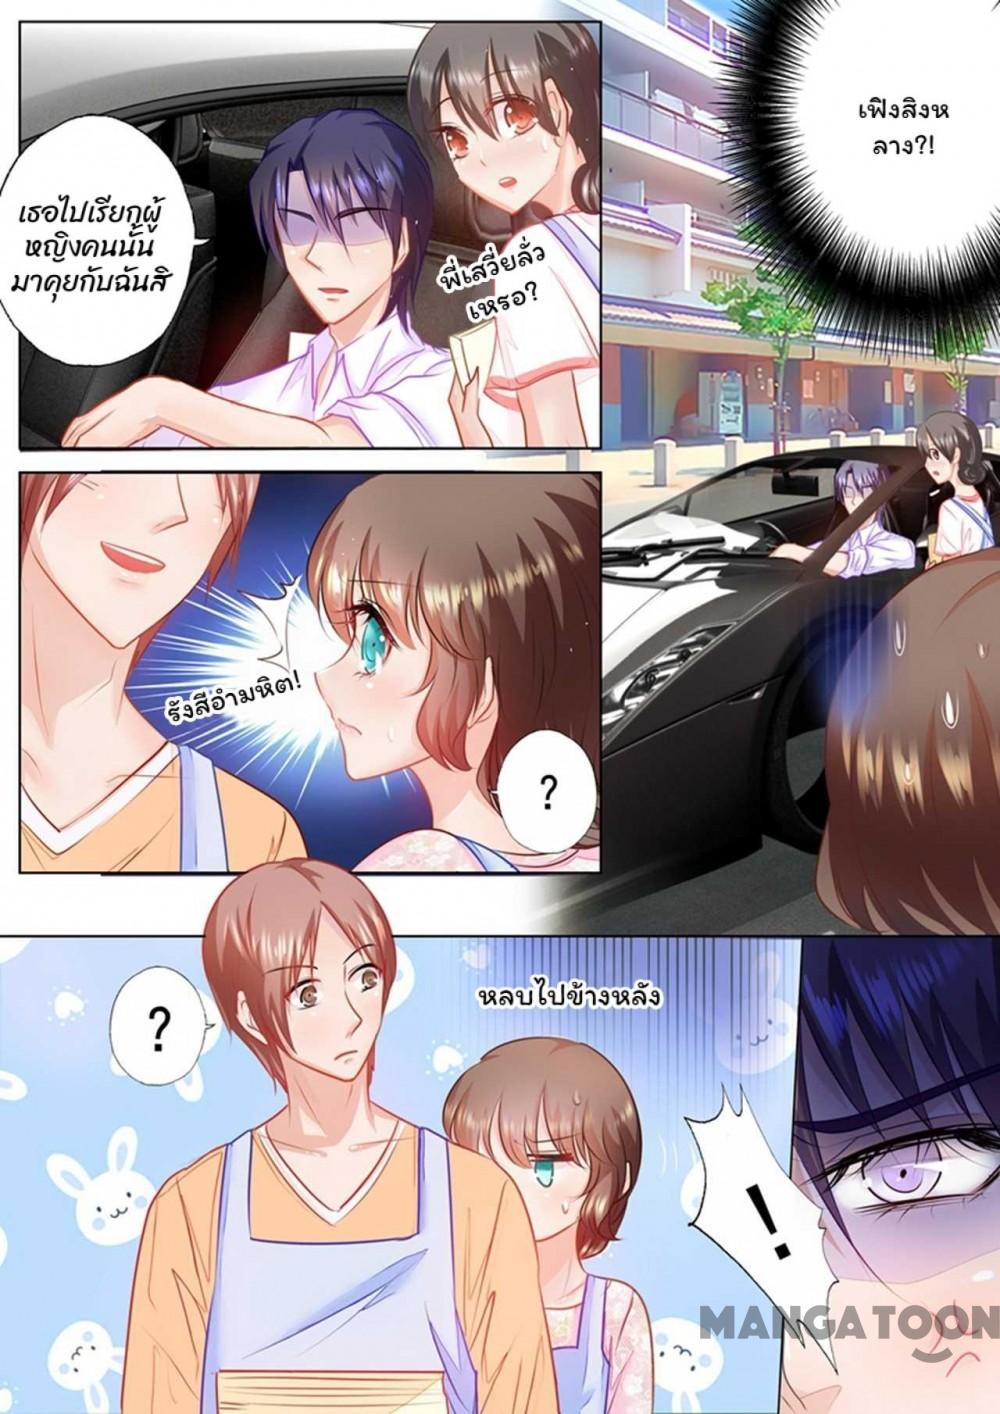 เธอไปเรียกผู้
หญิงคนนั้น
มาคุยกับฉันสิ
พี่เสวี่ยลั่ว
เหรอ?
เฟิงสิงห
ลาง?!
รังสีอำมหิต!
?
?
หลบไปข้างหลัง
!
MANGATOON